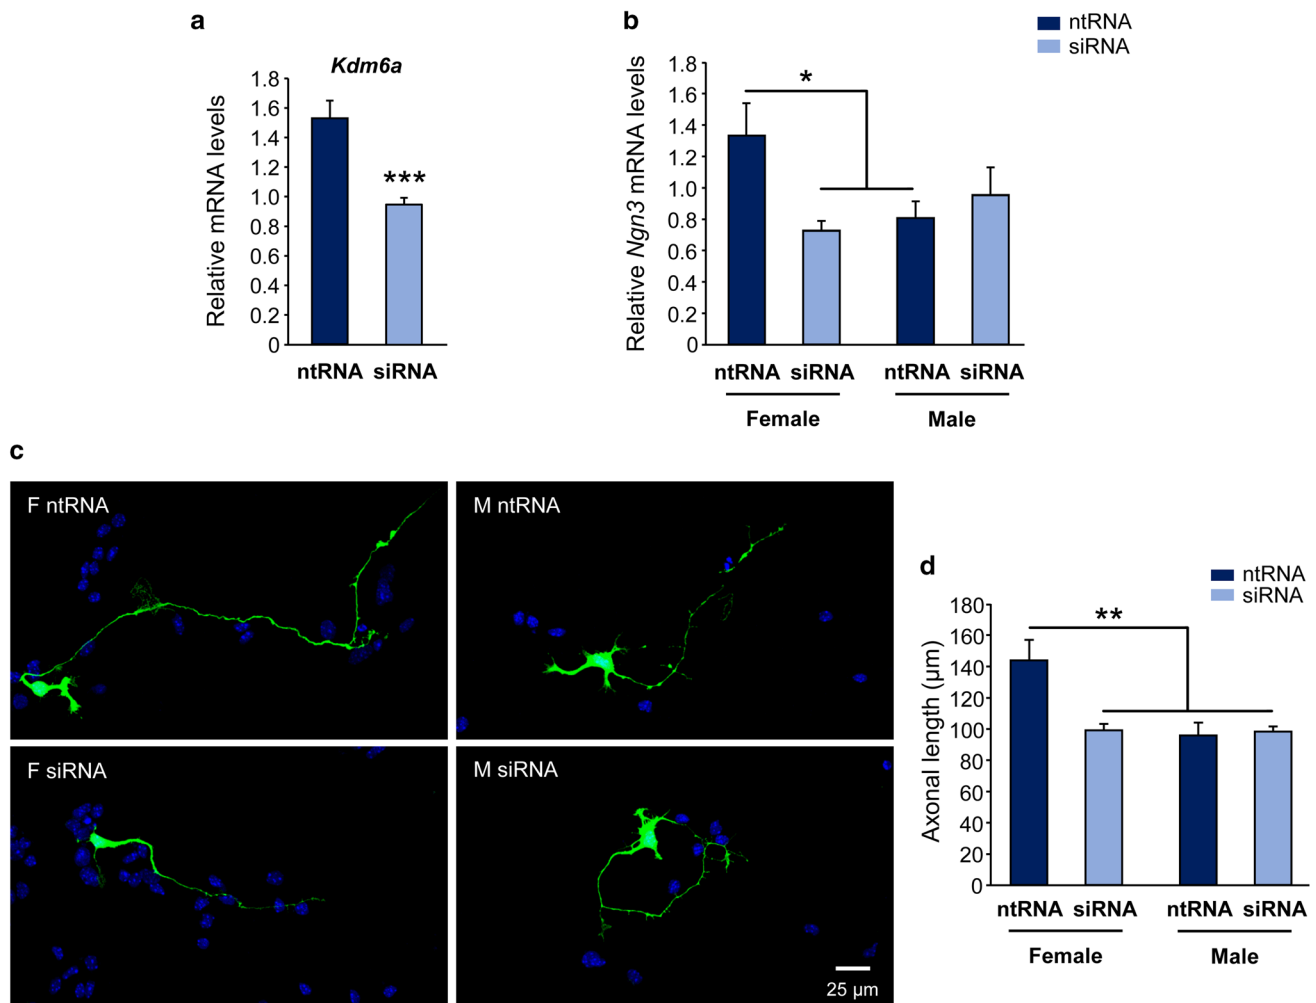 a
Kdm6a
Relative mRNA levels
1.8
1.6
1.4
1.2
1.0
0.8
0.6
0.4
0.2
0
***
ntRNA siRNA
b
ntRNA
siRNA
Relative Ngn3 mRNA levels
1.8
1.6
1.4
1.2
1.0
0.8
0.6
0.4
0.2
0
*
ntRNA siRNA ntRNA siRNA
Female Male
c
F ntRNA
M ntRNA
F siRNA
M siRNA
25 µm
d
ntRNA
siRNA
Axonal length (µm)
180
160
140
120
100
80
60
40
20
0
**
ntRNA siRNA ntRNA siRNA
Female Male